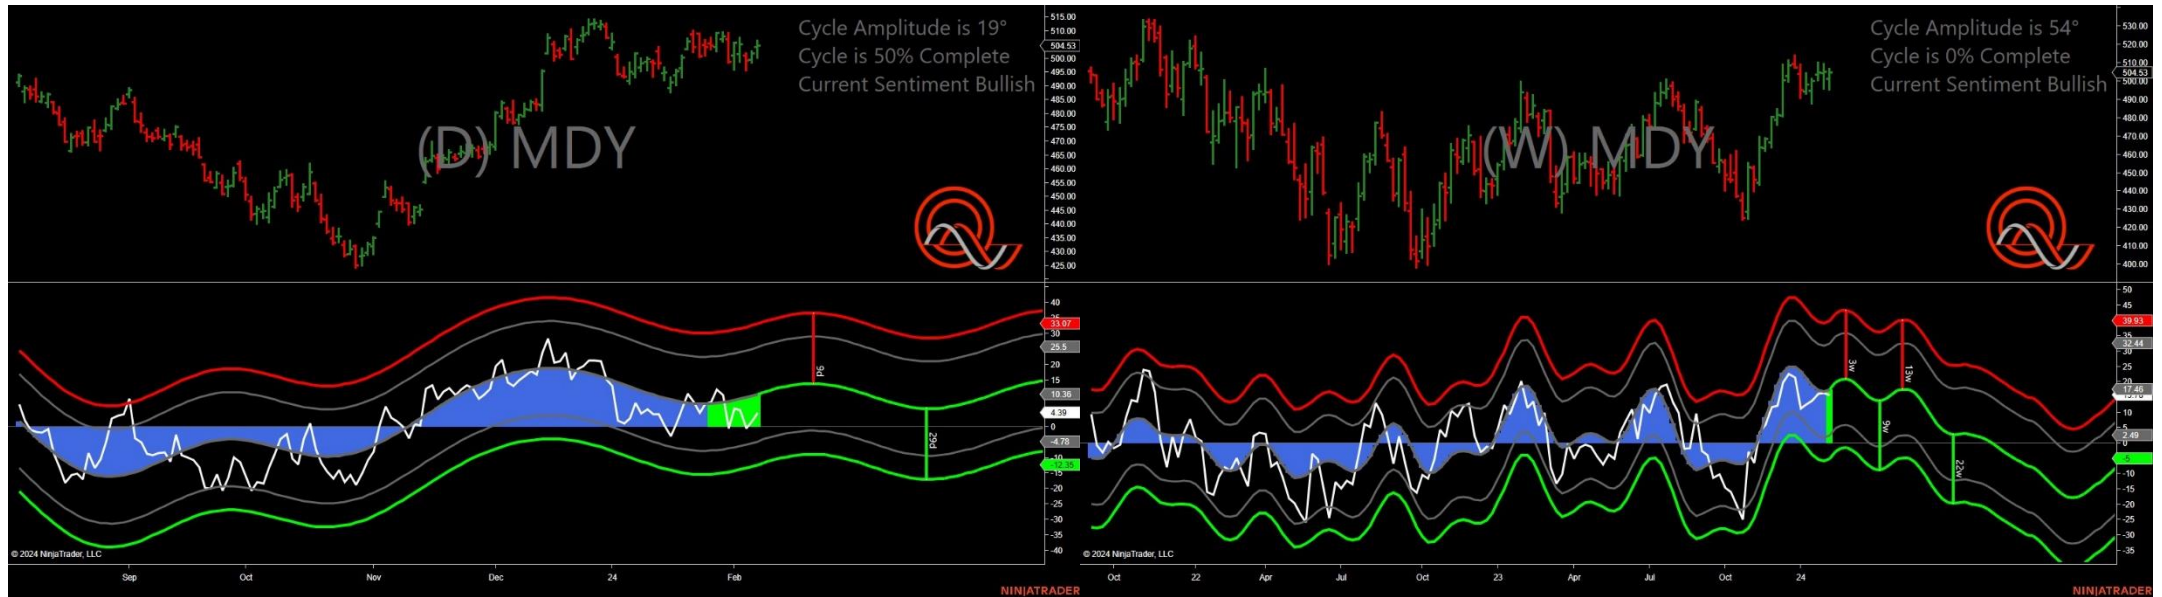 Cycle Amplitude is 19°
Cycle is 50% Complete
Current Sentiment Bullish
(D) MDY
515.00
504.53
500.00
495.00
490.00
485.00
480.00
475.00
470.00
465.00
460.00
455.00
450.00
445.00
440.00
435.00
430.00
425.00
40
33.07
30
25.5
20
15
10.36
4.39
0
-4.78
-10
-12.35
-15
-20
-25
-30
-35
-40
9d
29d
© 2024 NinjaTrader, LLC
Sep
Oct
Nov
Dec
24
Feb
NINJATRADER
Cycle Amplitude is 54°
Cycle is 0% Complete
Current Sentiment Bullish
(W) MDY
530.00
520.00
510.00
504.53
500.00
490.00
480.00
470.00
460.00
450.00
440.00
430.00
420.00
410.00
400.00
50
45
39.93
35
32.44
30
25
20
17.46
10
5
2.49
0
-5
-10
-15
-20
-25
-30
-35
3w
13w
9w
22w
© 2024 NinjaTrader, LLC
Oct
22
Apr
Jul
Oct
23
Apr
Jul
Oct
24
NINJATRADER